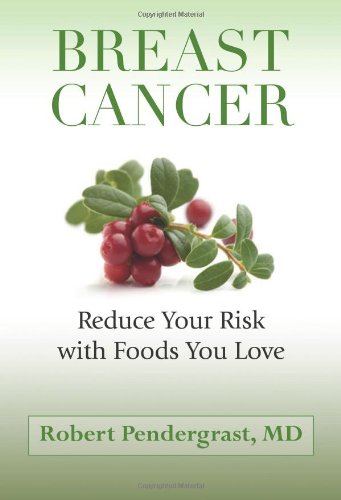 Copyrighted Material
BREAST
CANCER
Reduce Your Risk
with Foods You Love
Robert Pendergrast, MD
Copyrighted Material